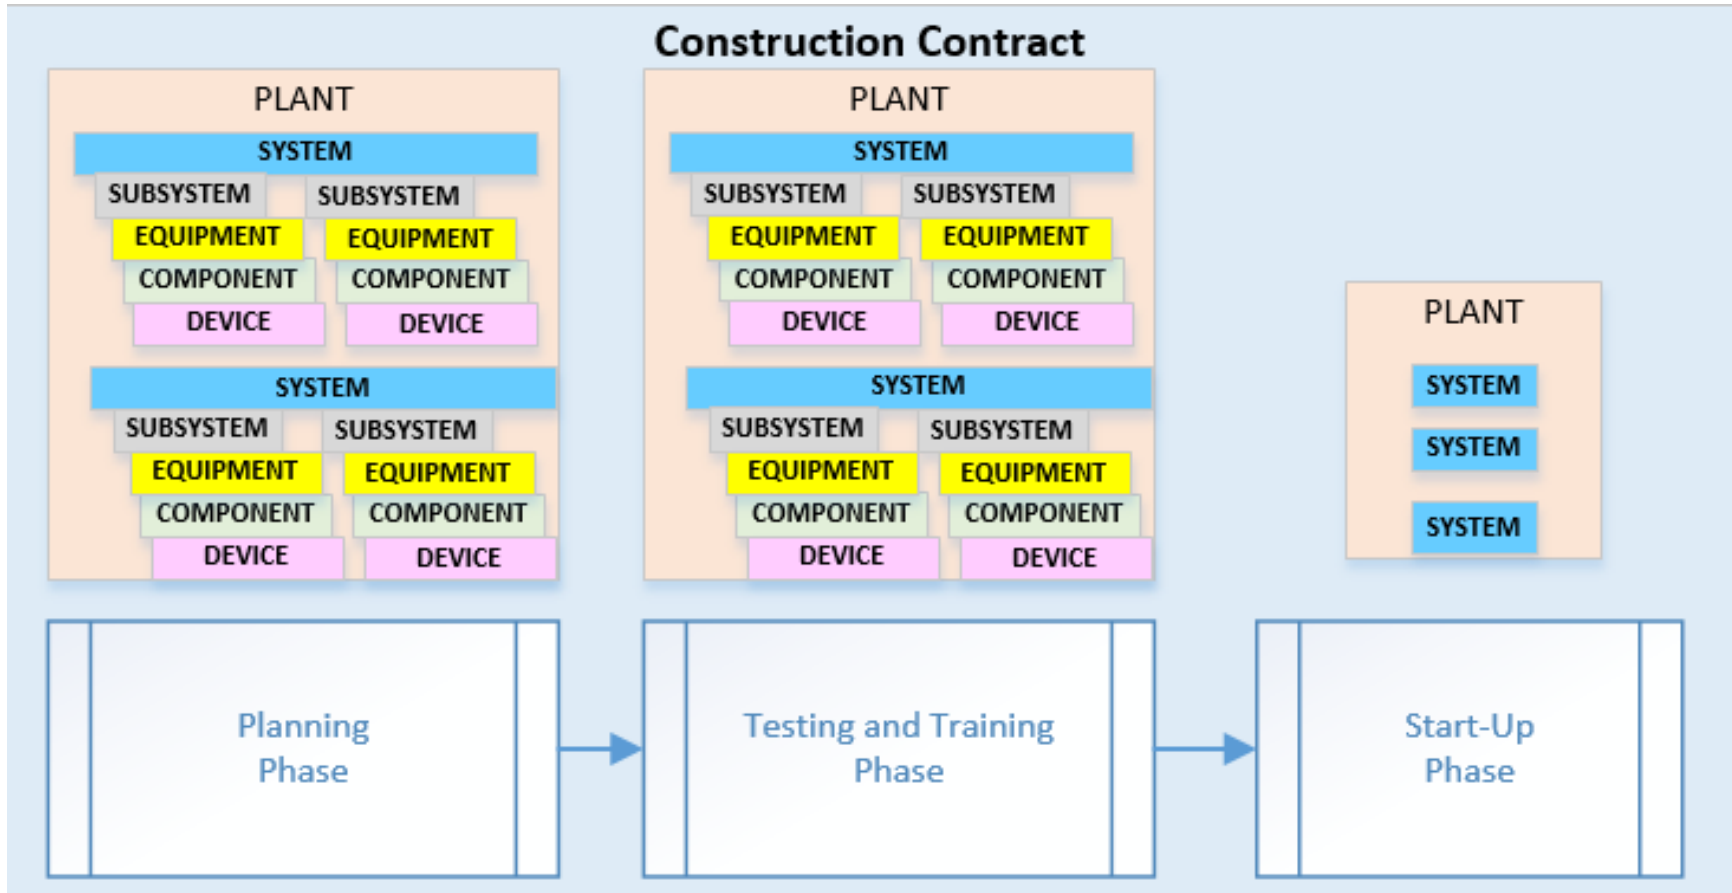 Construction Contract
PLANT
SYSTEM
SUBSYSTEM SUBSYSTEM
EQUIPMENT EQUIPMENT
COMPONENT COMPONENT
DEVICE DEVICE
SYSTEM
SUBSYSTEM SUBSYSTEM
EQUIPMENT EQUIPMENT
COMPONENT COMPONENT
DEVICE DEVICE
PLANT
SYSTEM
SUBSYSTEM SUBSYSTEM
EQUIPMENT EQUIPMENT
COMPONENT COMPONENT
DEVICE DEVICE
SYSTEM
SUBSYSTEM SUBSYSTEM
EQUIPMENT EQUIPMENT
COMPONENT COMPONENT
DEVICE DEVICE
PLANT
SYSTEM
SYSTEM
SYSTEM
Planning
Phase
Testing and Training
Phase
Start-Up
Phase